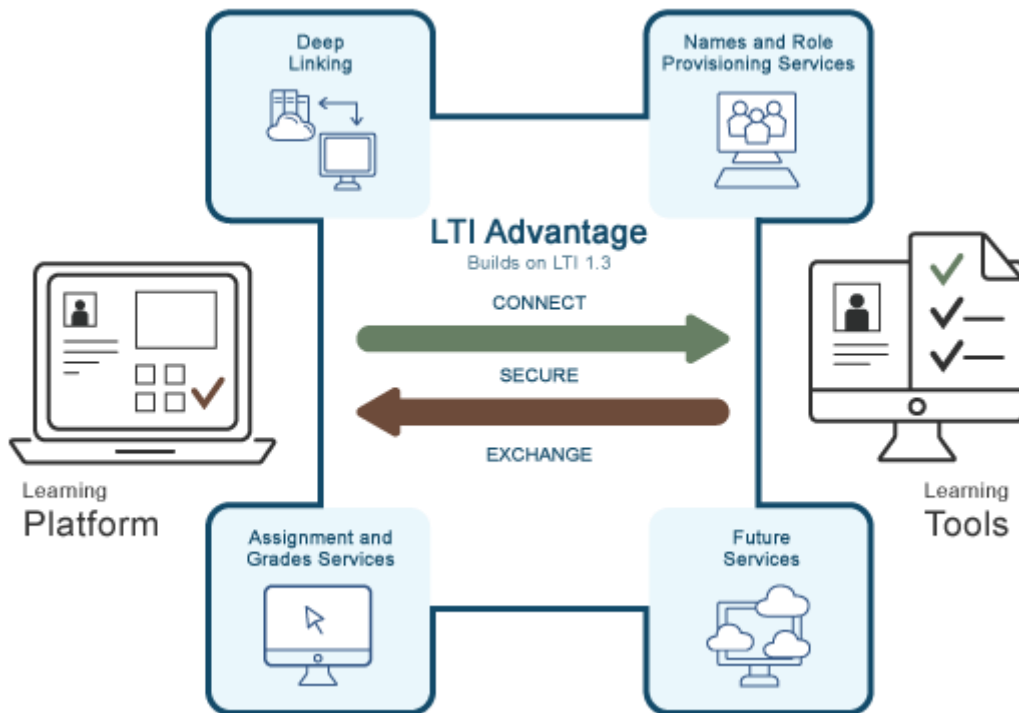 Deep
Linking
Names and Role
Provisioning Services
LTI Advantage
Builds on LTI 1.3
CONNECT
SECURE
EXCHANGE
Learning
Platform
Learning
Tools
Assignment and
Grades Services
Future
Services